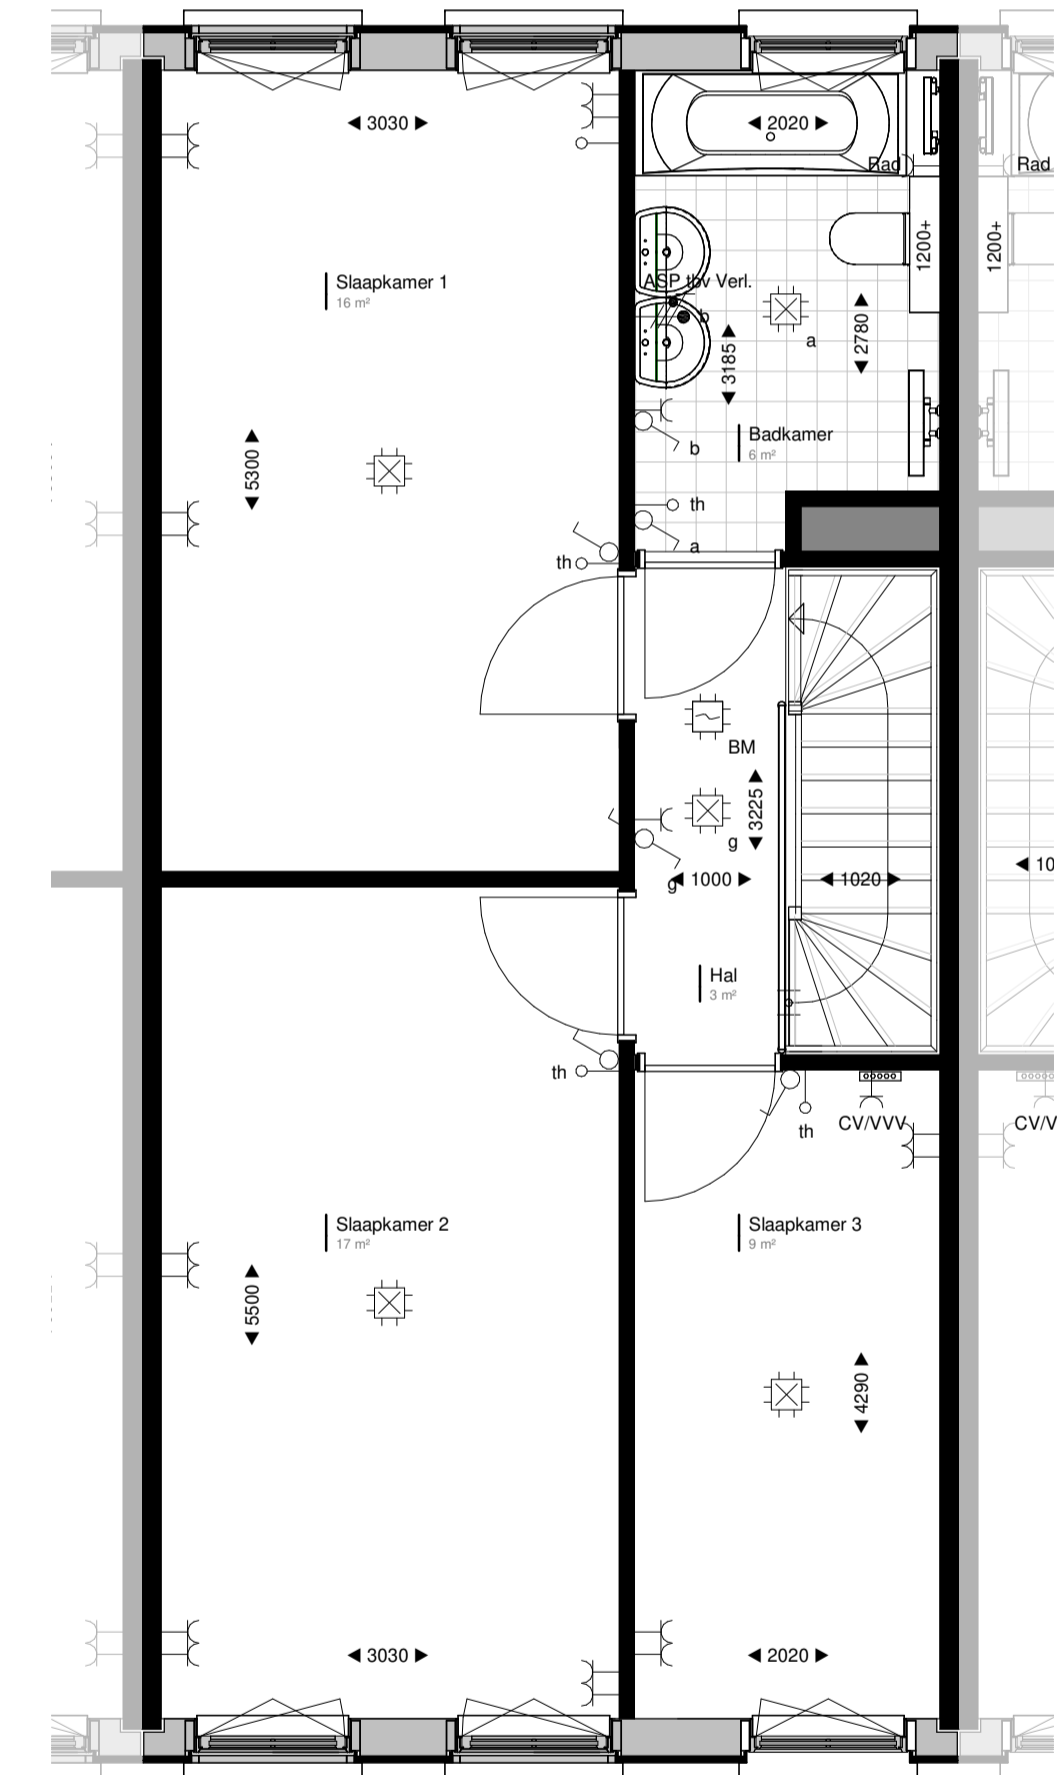 3030
2020
Rad
Rad
Slaapkamer 1
16 m²
1200+
1200+
ASP tbv Verl.
b
a
3185
2780
Badkamer
6 m²
b
5300
th
a
th
BM
3225
g
g
1000
1020
10
Hal
3 m²
th
th
CV/VVV
CV/V
Slaapkamer 2
17 m²
Slaapkamer 3
9 m²
5500
4290
3030
2020